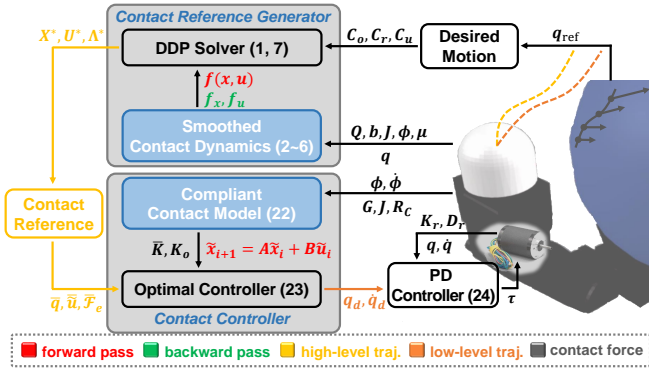 Contact Reference Generator
X*, U*, Λ*
DDP Solver (1, 7)
C_o, C_r, C_u
Desired
Motion
q_ref
f(x, u)
f_x, f_u
Smoothed
Contact Dynamics (2~6)
Q, b, J, ϕ, μ
q
Contact
Reference
Compliant
Contact Model (22)
ϕ, ϕ̇
G, J, R_C
K_r, D_r
q, q̇
K̅, K_o
x̃_{i+1} = Ax̃_i + Bũ_i
Optimal Controller (23)
q_d, q̇_d
PD
Controller (24)
τ
q̅, u̅̃, F̅_e
Contact Controller
forward pass
backward pass
high-level traj.
low-level traj.
contact force